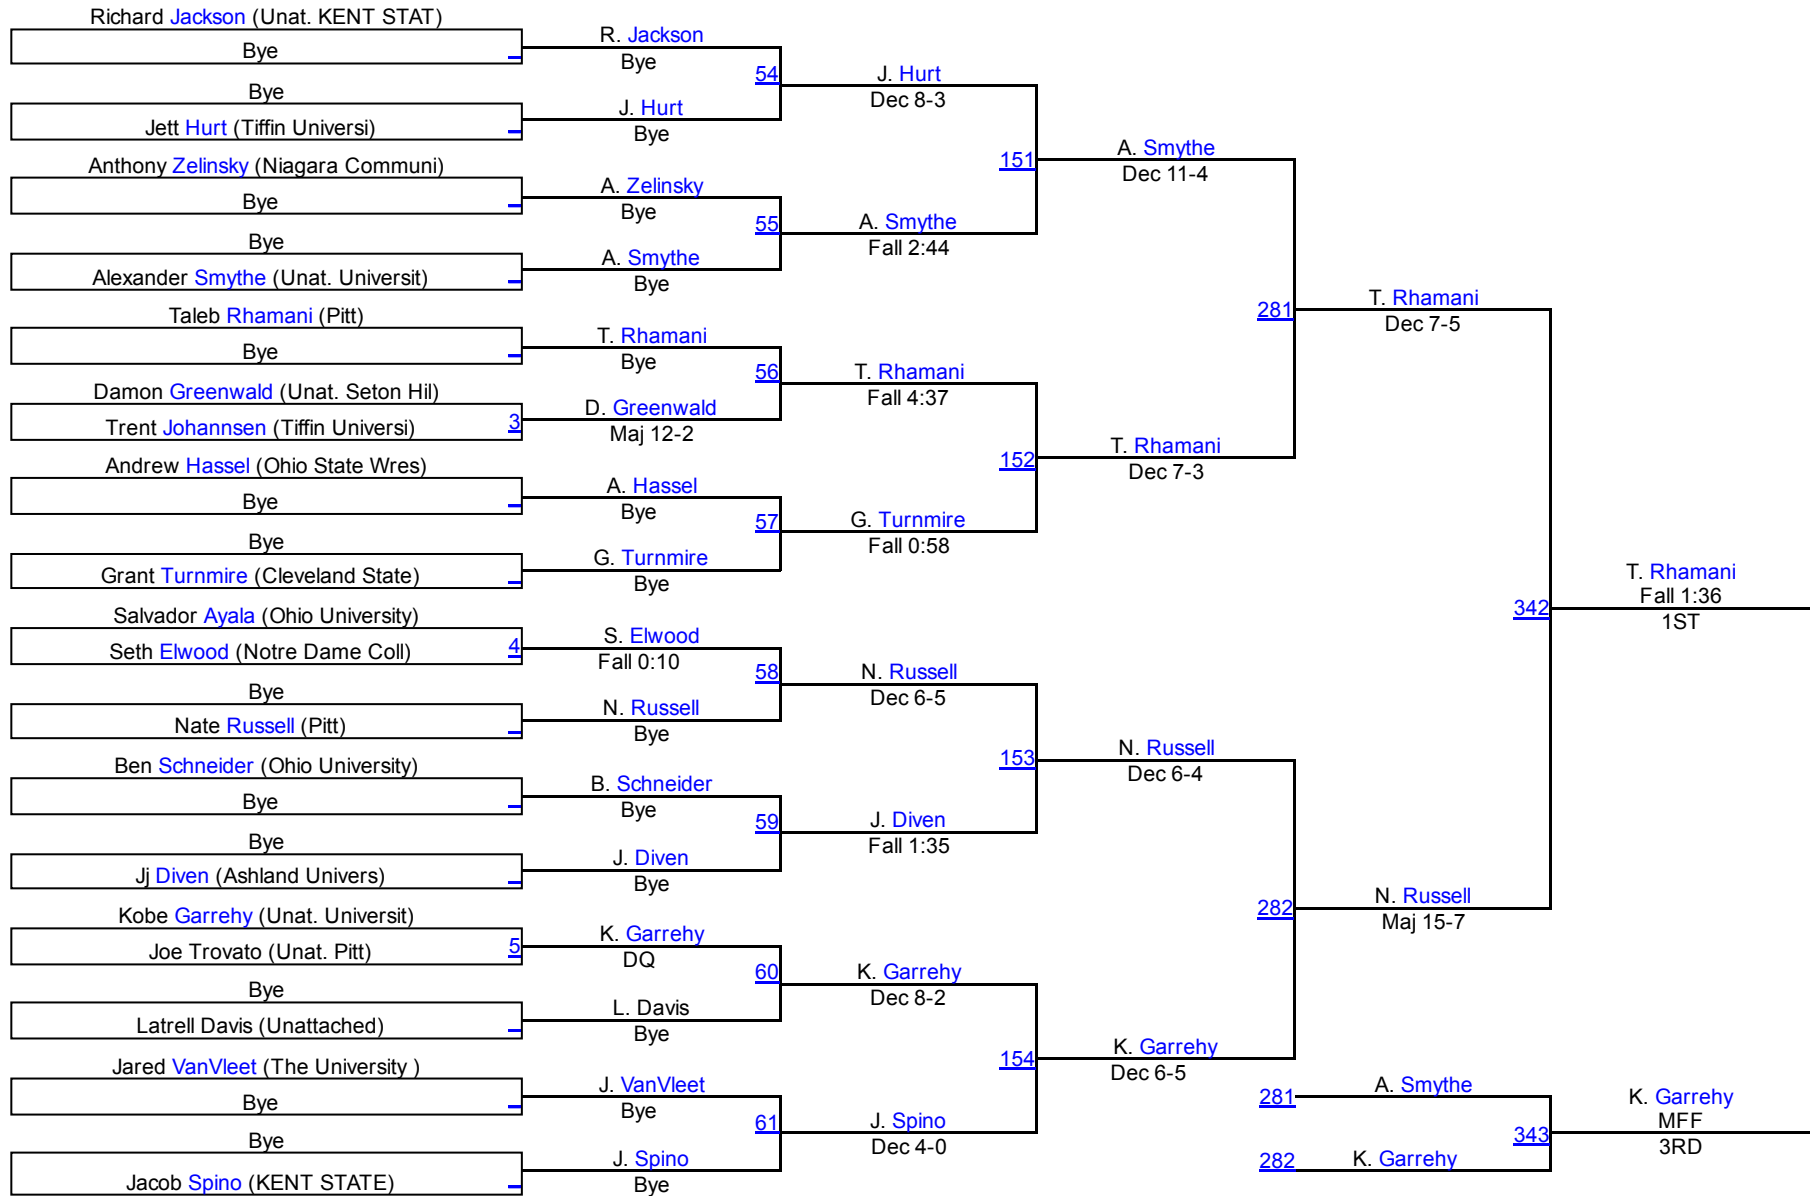 Richard Jackson (Unat. KENT STAT)
Bye
Bye
Jett Hurt (Tiffin Universi)
Anthony Zelinsky (Niagara Communi)
Bye
Bye
Alexander Smythe (Unat. Universit)
Taleb Rhamani (Pitt)
Bye
Damon Greenwald (Unat. Seton Hil)
Trent Johannsen (Tiffin Universi)
3
Andrew Hassel (Ohio State Wres)
Bye
Bye
Grant Turnmire (Cleveland State)
Salvador Ayala (Ohio University)
Seth Elwood (Notre Dame Coll)
4
Bye
Nate Russell (Pitt)
Ben Schneider (Ohio University)
Bye
Bye
Jj Diven (Ashland Univers)
Kobe Garrehy (Unat. Universit)
Joe Trovato (Unat. Pitt)
5
Bye
Latrell Davis (Unattached)
Jared VanVleet (The University )
Bye
Bye
Jacob Spino (KENT STATE)
R. Jackson
Bye
54
J. Hurt
Bye
A. Zelinsky
Bye
55
A. Smythe
Bye
T. Rhamani
Bye
56
D. Greenwald
Maj 12-2
A. Hassel
Bye
57
G. Turnmire
Bye
S. Elwood
Fall 0:10
58
N. Russell
Bye
B. Schneider
Bye
59
J. Diven
Bye
K. Garrehy
DQ
60
L. Davis
Bye
J. VanVleet
Bye
61
J. Spino
Bye
J. Hurt
Dec 8-3
151
A. Smythe
Fall 2:44
T. Rhamani
Fall 4:37
152
G. Turnmire
Fall 0:58
N. Russell
Dec 6-5
153
J. Diven
Fall 1:35
K. Garrehy
Dec 8-2
154
J. Spino
Dec 4-0
A. Smythe
Dec 11-4
281
T. Rhamani
Dec 7-3
N. Russell
Dec 6-4
282
K. Garrehy
Dec 6-5
T. Rhamani
Dec 7-5
342
N. Russell
Maj 15-7
T. Rhamani
Fall 1:36
1ST
281
A. Smythe
343
282
K. Garrehy
K. Garrehy
MFF
3RD